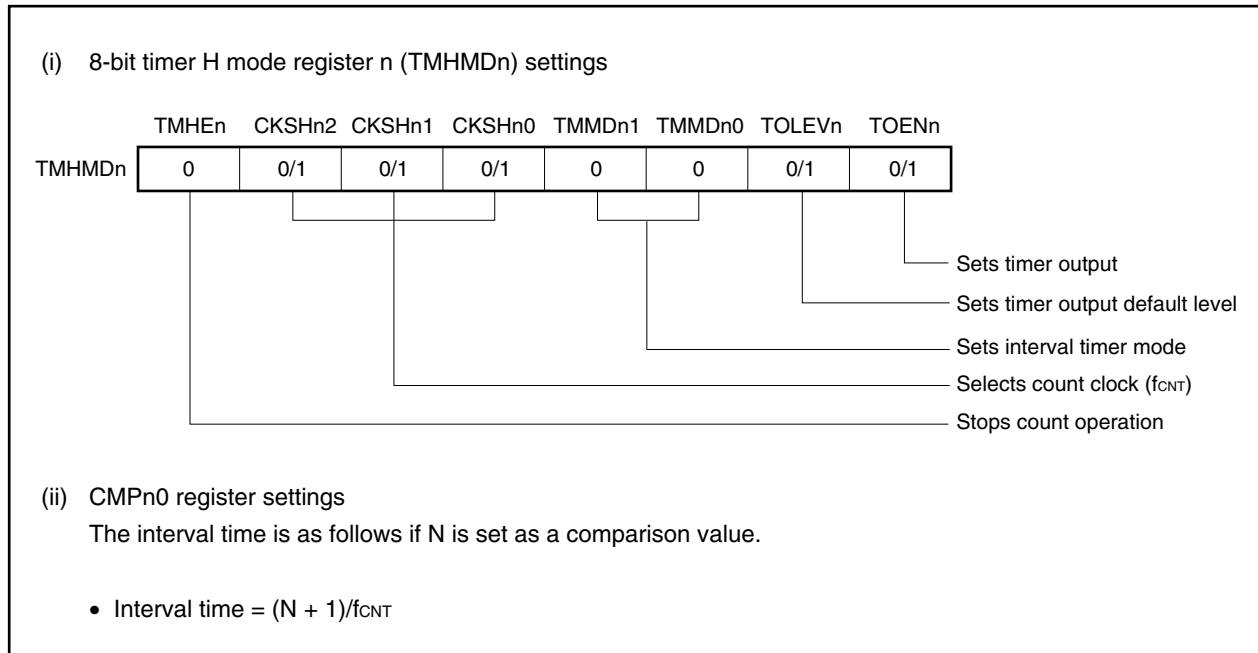 (i) 8-bit timer H mode register n (TMHMDn) settings
TMHEn CKSHn2 CKSHn1 CKSHn0 TMMDn1 TMMDn0 TOLEVn TOENn
TMHMDn 0 0/1 0/1 0/1 0 0 0/1 0/1
Sets timer output
Sets timer output default level
Sets interval timer mode
Selects count clock (fCNT)
Stops count operation
(ii) CMPn0 register settings
The interval time is as follows if N is set as a comparison value.
• Interval time = (N + 1)/fCNT